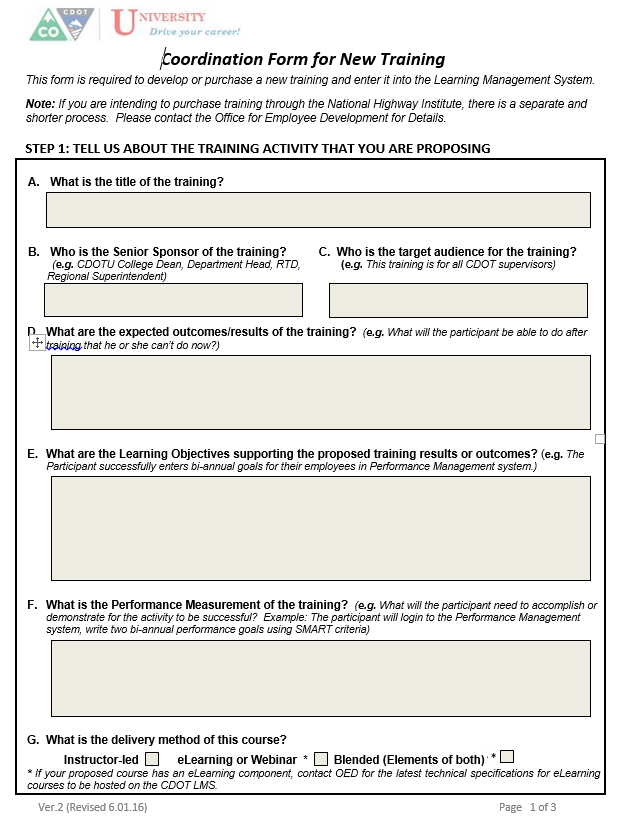 CO
CDOT
UNIVERSITY
Drive your career!
Coordination Form for New Training
This form is required to develop or purchase a new training and enter it into the Learning Management System.
Note: If you are intending to purchase training through the National Highway Institute, there is a separate and
shorter process. Please contact the Office for Employee Development for Details.
STEP 1: TELL US ABOUT THE TRAINING ACTIVITY THAT YOU ARE PROPOSING
A. What is the title of the training?
B. Who is the Senior Sponsor of the training?
(e.g. CDOTU College Dean, Department Head, RTD,
Regional Superintendent)
C. Who is the target audience for the training?
(e.g. This training is for all CDOT supervisors)
D. What are the expected outcomes/results of the training? (e.g. What will the participant be able to do after
training that he or she can't do now?)
E. What are the Learning Objectives supporting the proposed training results or outcomes? (e.g. The
Participant successfully enters bi-annual goals for their employees in Performance Management system.)
F. What is the Performance Measurement of the training? (e.g. What will the participant need to accomplish or
demonstrate for the activity to be successful? Example: The participant will login to the Performance Management
system, write two bi-annual performance goals using SMART criteria)
G. What is the delivery method of this course?
Instructor-led eLearning or Webinar * Blended (Elements of both) *
* If your proposed course has an eLearning component, contact OED for the latest technical specifications for eLearning
courses to be hosted on the CDOT LMS.
Ver.2 (Revised 6.01.16) Page 1 of 3